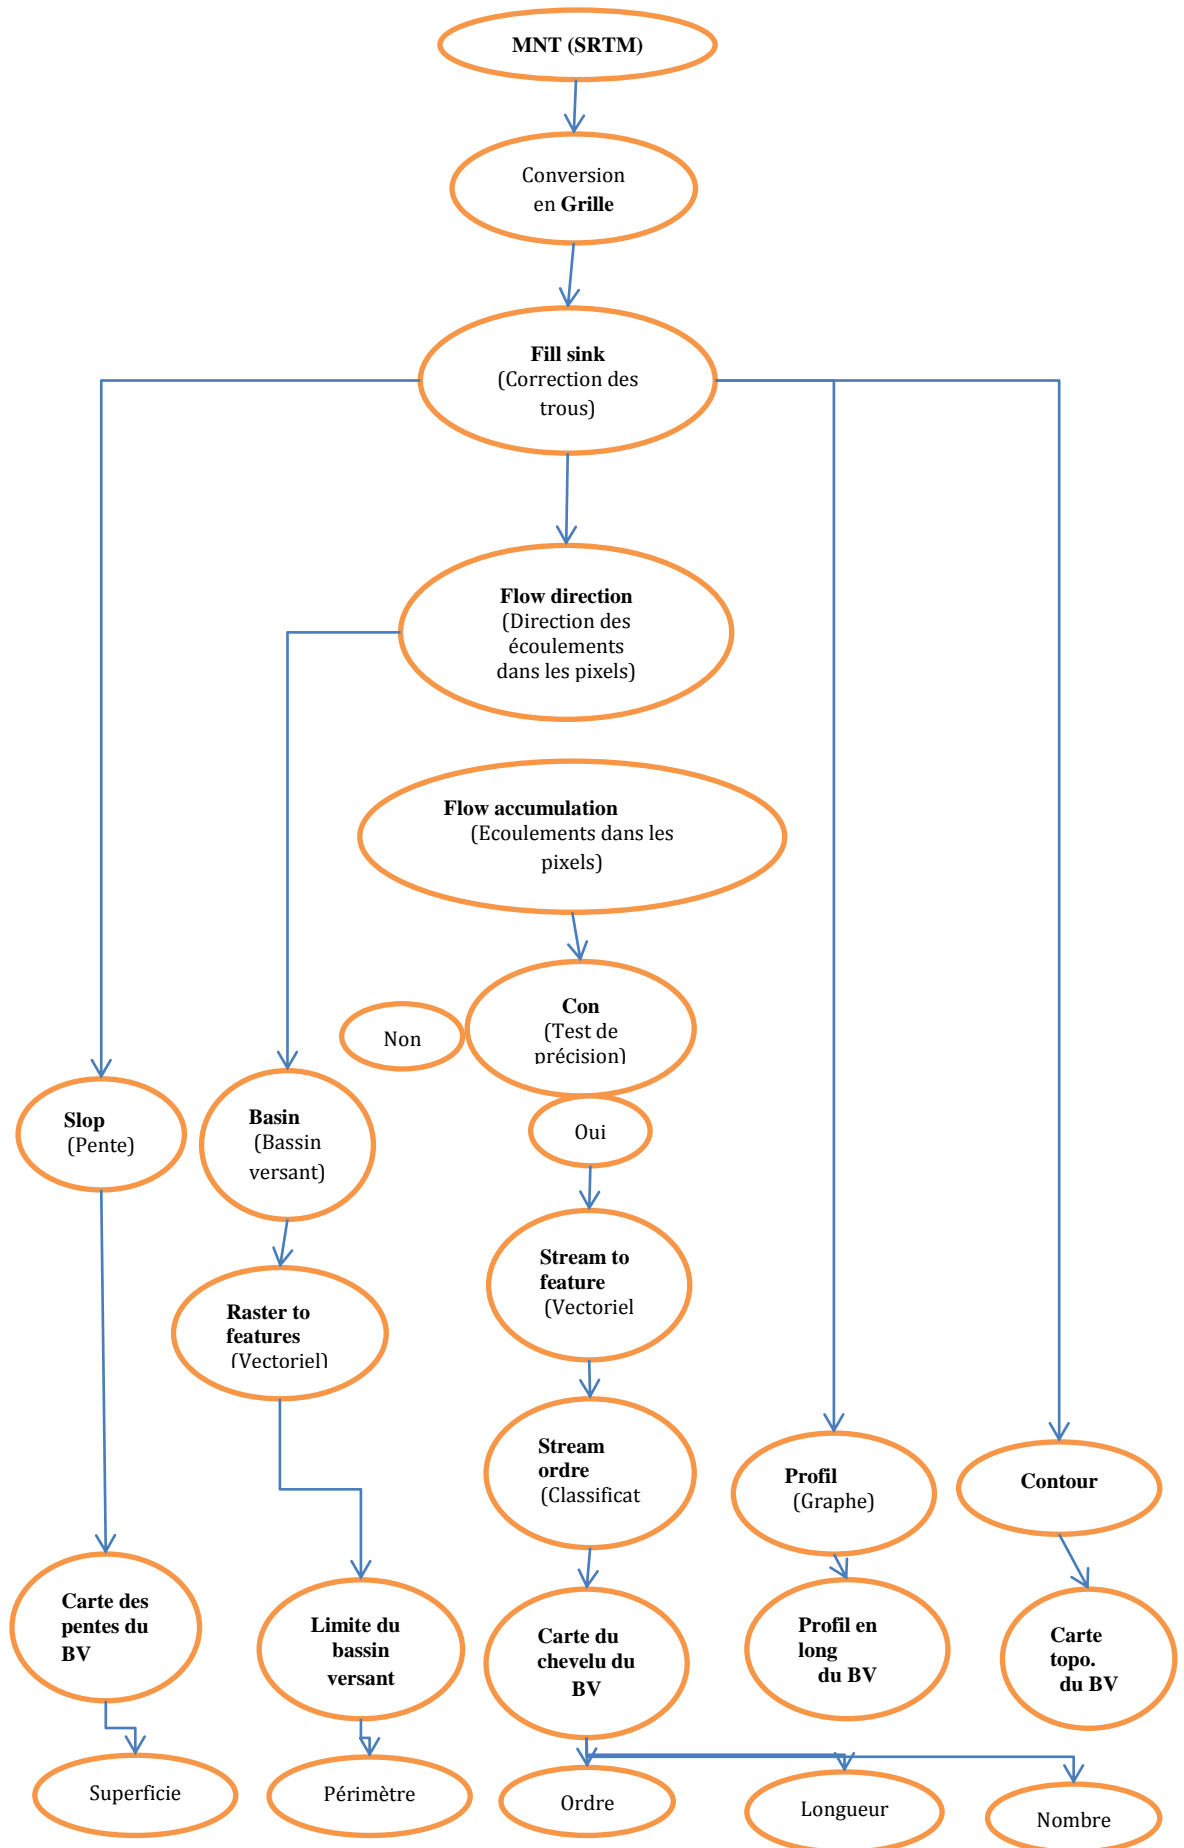 MNT (SRTM)
Conversion
en Grille
Fill sink
(Correction des
trous)
Flow direction
(Direction des
écoulements
dans les pixels)
Flow accumulation
(Ecoulements dans les
pixels)
Con
(Test de
précision)
Non
Oui
Slop
(Pente)
Basin
(Bassin
versant)
Stream to
feature
(Vectoriel
Raster to
features
(Vectoriel)
Stream
ordre
(Classificat
Profil
(Graphe)
Contour
Carte des
pentes du
BV
Limite du
bassin
versant
Carte du
chevelu du
BV
Profil en
long
du BV
Carte
topo.
du BV
Superficie
Périmètre
Ordre
Longueur
Nombre